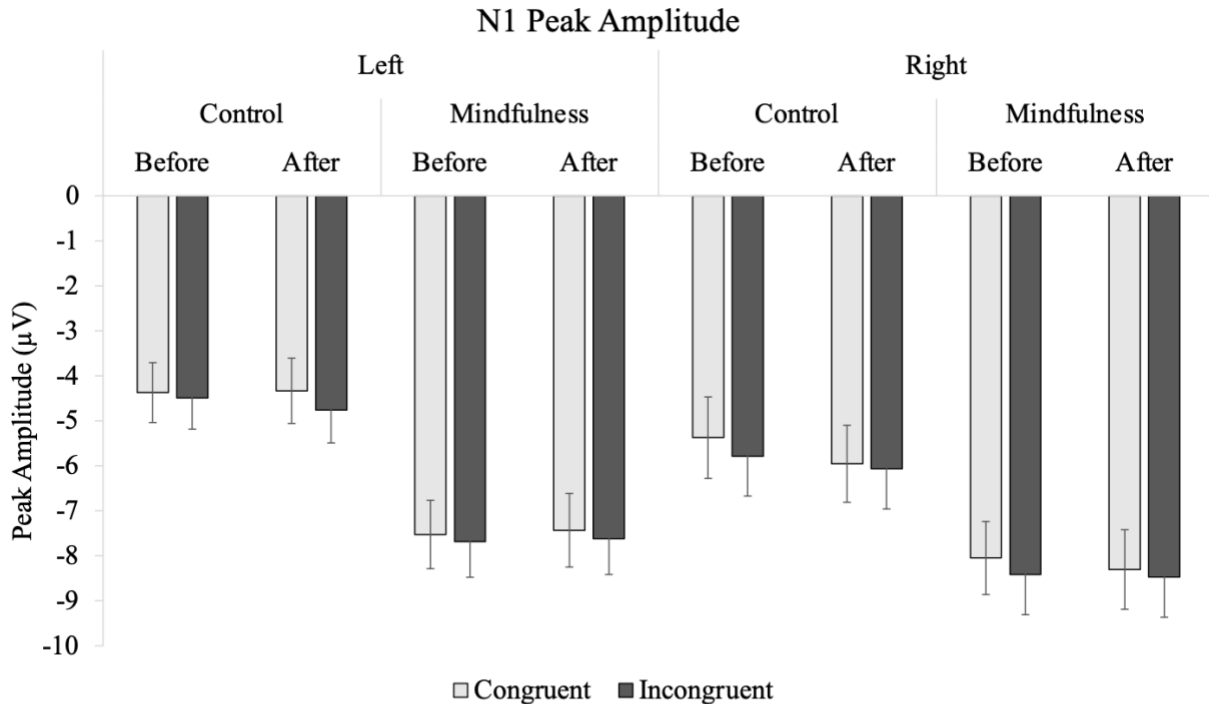 N1 Peak Amplitude
Left Right
Control Mindfulness Control Mindfulness
Before After Before After Before After Before After
Peak Amplitude (μV)
0
-1
-2
-3
-4
-5
-6
-7
-8
-9
-10
Congruent Incongruent